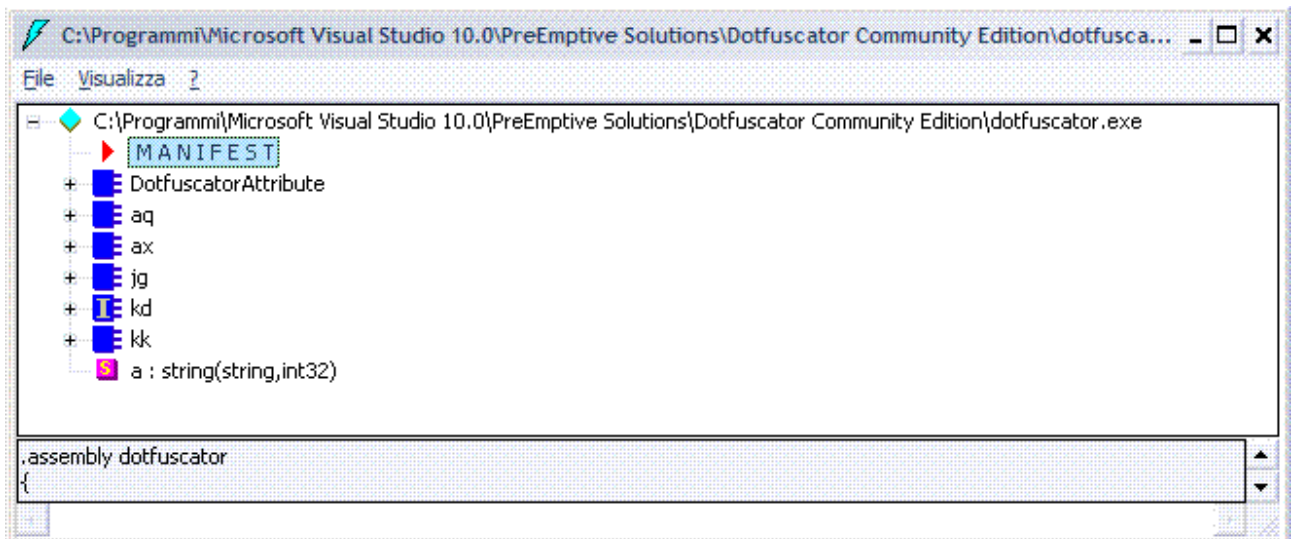 C:\Programmi\Microsoft Visual Studio 10.0\PreEmptive Solutions\Dotfuscator Community Edition\dotfusca...
File Visualizza ?
C:\Programmi\Microsoft Visual Studio 10.0\PreEmptive Solutions\Dotfuscator Community Edition\dotfuscator.exe
MANIFEST
DotfuscatorAttribute
aq
ax
jg
kd
kk
a : string(string,int32)
.assembly dotfuscator
{